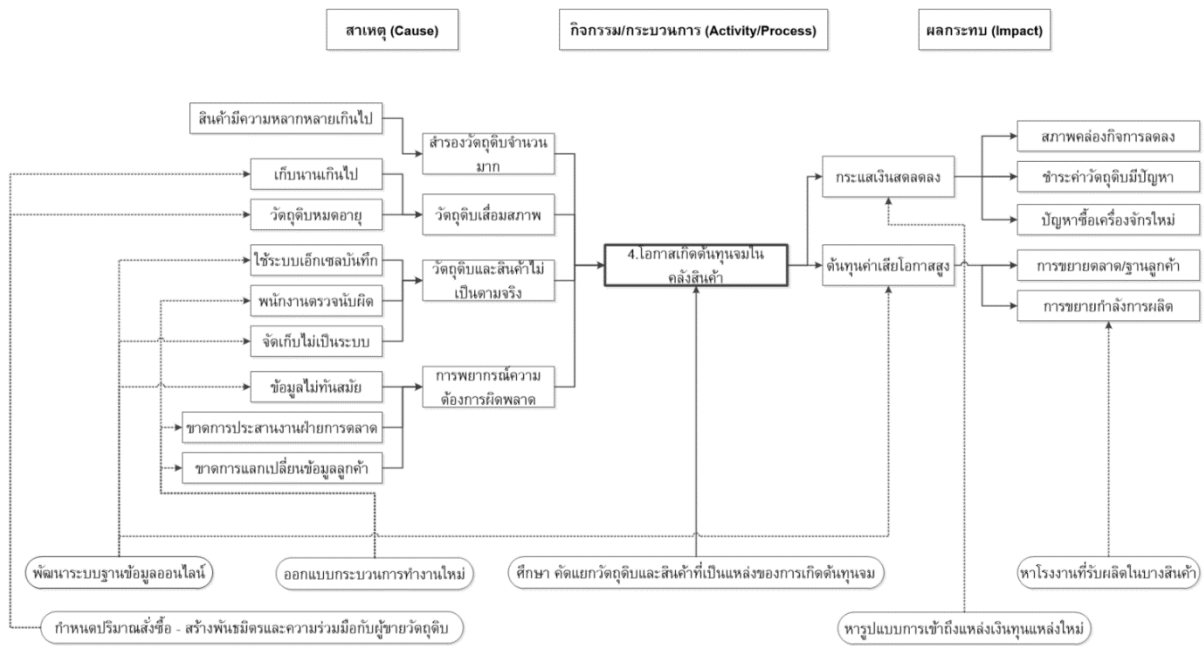 สาเหตุ (Cause)
กิจกรรม/กระบวนการ (Activity/Process)
ผลกระทบ (Impact)
สินค้ามีความหลากหลายเกินไป
เก็บนานเกินไป
วัตถุดิบหมดอายุ
ใช้ระบบเอ็กเซลบันทึก
พนักงานตรวจนับผิด
จัดเก็บไม่เป็นระบบ
ข้อมูลไม่ทันสมัย
ขาดการประสานงานฝ่ายการตลาด
ขาดการแลกเปลี่ยนข้อมูลลูกค้า
สำรองวัตถุดิบจำนวน
มาก
วัตถุดิบเสื่อมสภาพ
วัตถุดิบและสินค้าไม่
เป็นตามจริง
การพยากรณ์ความ
ต้องการผิดพลาด
4.โอกาสเกิดต้นทุนจมใน
คลังสินค้า
กระแสเงินสดลดลง
ต้นทุนค่าเสียโอกาสสูง
สภาพคล่องกิจการลดลง
ชำระค่าวัตถุดิบมีปัญหา
ปัญหาซื้อเครื่องจักรใหม่
การขยายตลาด/ฐานลูกค้า
การขยายกำลังการผลิต
พัฒนาระบบฐานข้อมูลออนไลน์
ออกแบบกระบวนการทำงานใหม่
ศึกษา คัดแยกวัตถุดิบและสินค้าที่เป็นแหล่งของการเกิดต้นทุนจม
หาโรงงานที่รับผลิตในบางสินค้า
กำหนดปริมาณสั่งซื้อ - สร้างพันธมิตรและความร่วมมือกับผู้ขายวัตถุดิบ
หารูปแบบการเข้าถึงแหล่งเงินทุนแหล่งใหม่